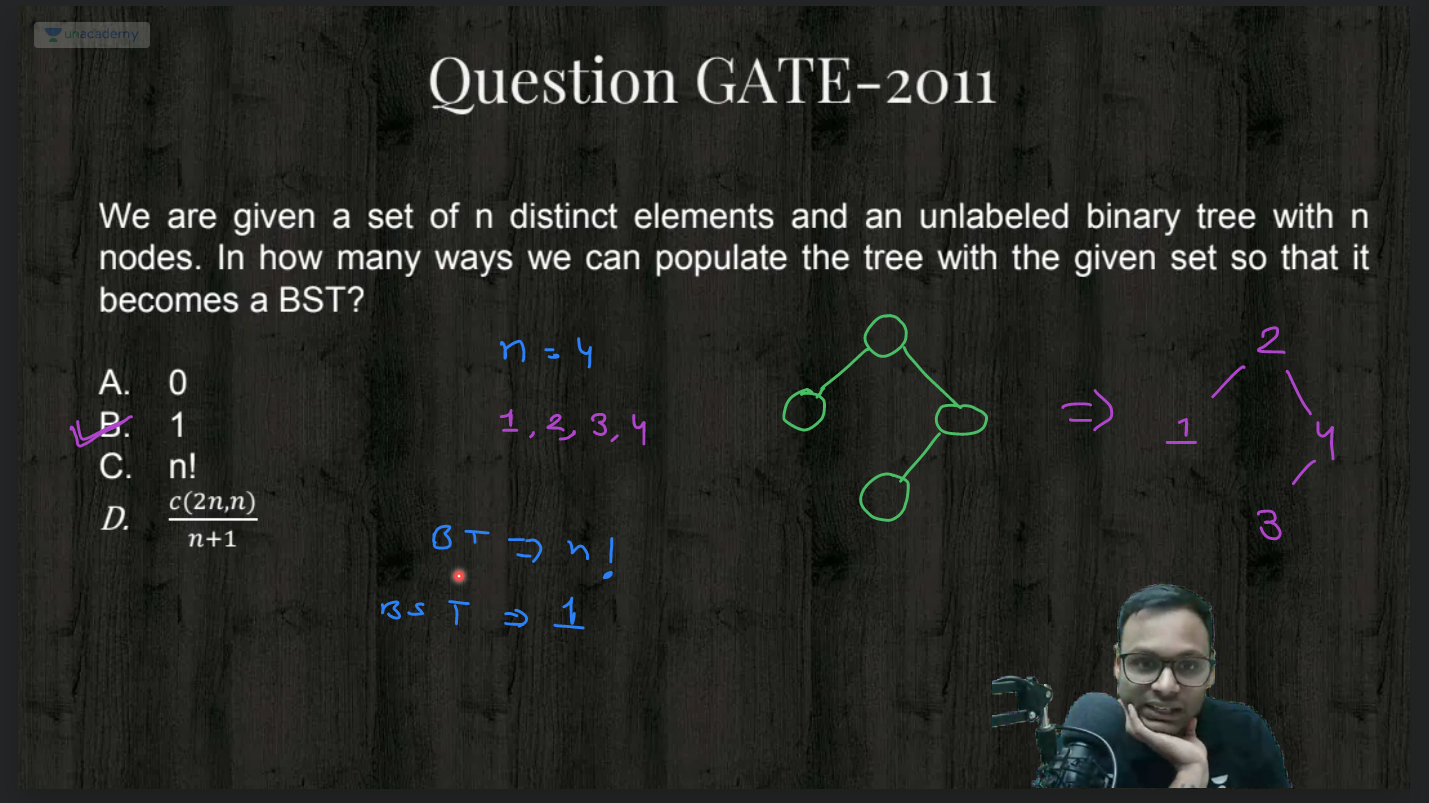 unacademy
Question GATE-2011
We are given a set of n distinct elements and an unlabeled binary tree with n
nodes. In how many ways we can populate the tree with the given set so that it
becomes a BST?
A. 0
B. 1
C. n!
D. c(2n,n)
n+1
n = 4
1, 2, 3, 4
BT => n!
BST => 1
=>
2
1
4
3